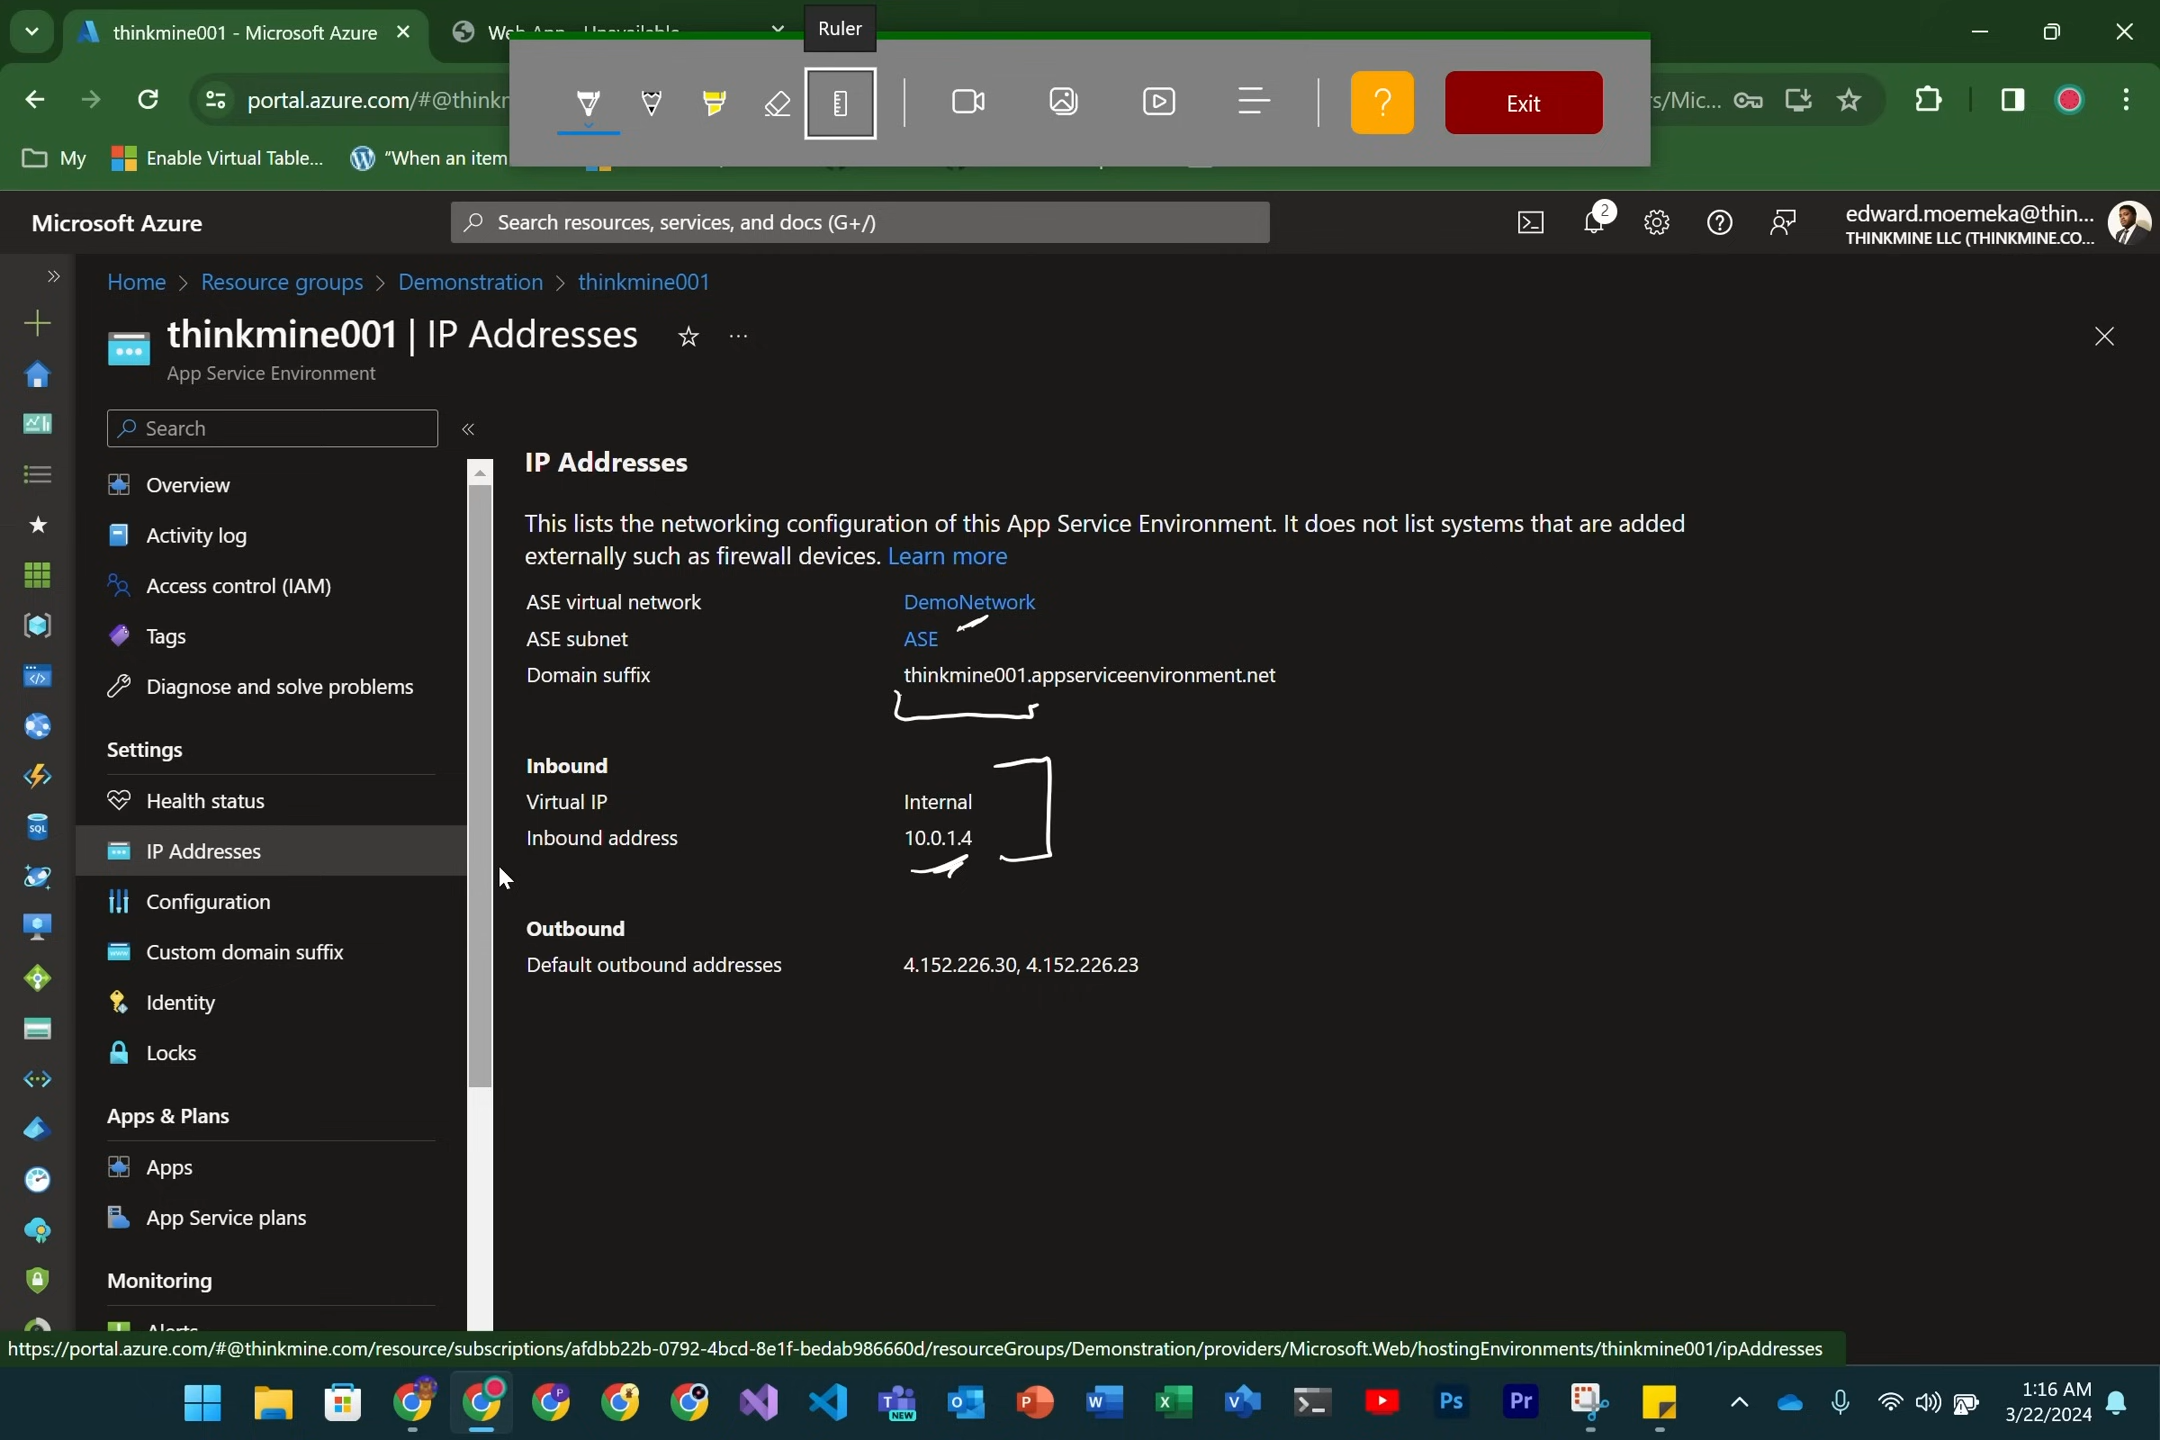 thinkmine001 - Microsoft Azure
Ruler
portal.azure.com/#@thinkr
?
Exit
s/Mic...
My
Enable Virtual Table...
"When an item
Microsoft Azure
Search resources, services, and docs (G+/)
2
edward.moemeka@thin...
THINKMINE LLC (THINKMINE.CO...
Home > Resource groups > Demonstration > thinkmine001
thinkmine001 | IP Addresses
App Service Environment
Search
Overview
Activity log
Access control (IAM)
Tags
Diagnose and solve problems
Settings
Health status
IP Addresses
Configuration
Custom domain suffix
Identity
Locks
Apps & Plans
Apps
App Service plans
Monitoring
IP Addresses
This lists the networking configuration of this App Service Environment. It does not list systems that are added
externally such as firewall devices. Learn more
ASE virtual network DemoNetwork
ASE subnet ASE
Domain suffix thinkmine001.appserviceenvironment.net
Inbound
Virtual IP Internal
Inbound address 10.0.1.4
Outbound
Default outbound addresses 4.152.226.30, 4.152.226.23
https://portal.azure.com/#@thinkmine.com/resource/subscriptions/afdbb22b-0792-4bcd-8e1f-bedab986660d/resourceGroups/Demonstration/providers/Microsoft.Web/hostingEnvironments/thinkmine001/ipAddresses
1:16 AM
3/22/2024